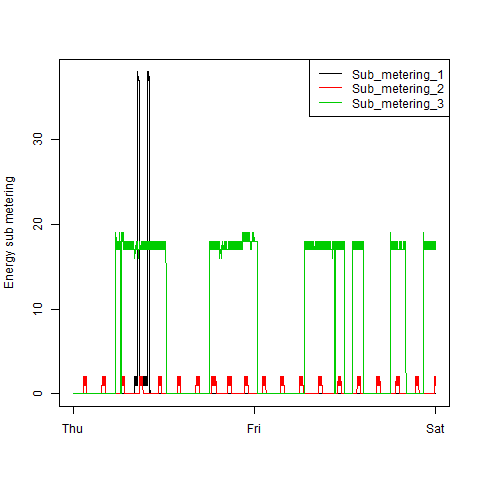 Sub_metering_1
Sub_metering_2
Sub_metering_3
Energy sub metering
30
20
10
0
Thu Fri Sat